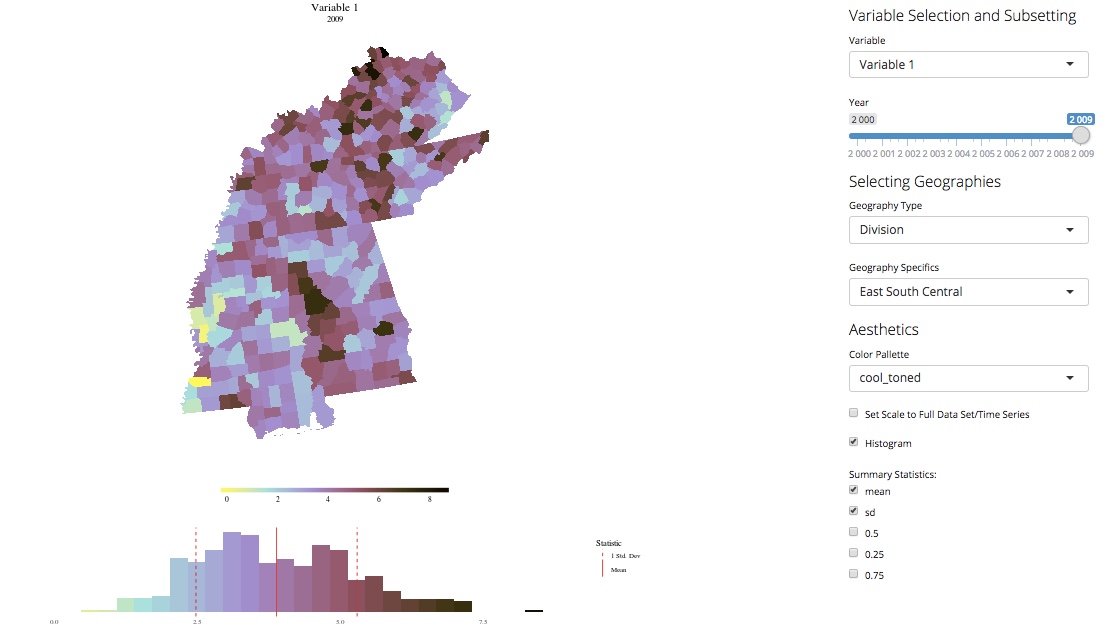 Variable 1
2009
0 2 4 6 8
Statistic
1 Std. Dev
Mean
0.0 2.5 5.0 7.5
Variable Selection and Subsetting
Variable
Variable 1
Year
2 000 2 009
2 000 2 001 2 002 2 003 2 004 2 005 2 006 2 007 2 008 2 009
Selecting Geographies
Geography Type
Division
Geography Specifics
East South Central
Aesthetics
Color Pallette
cool_toned
Set Scale to Full Data Set/Time Series
Histogram
Summary Statistics:
mean
sd
0.5
0.25
0.75